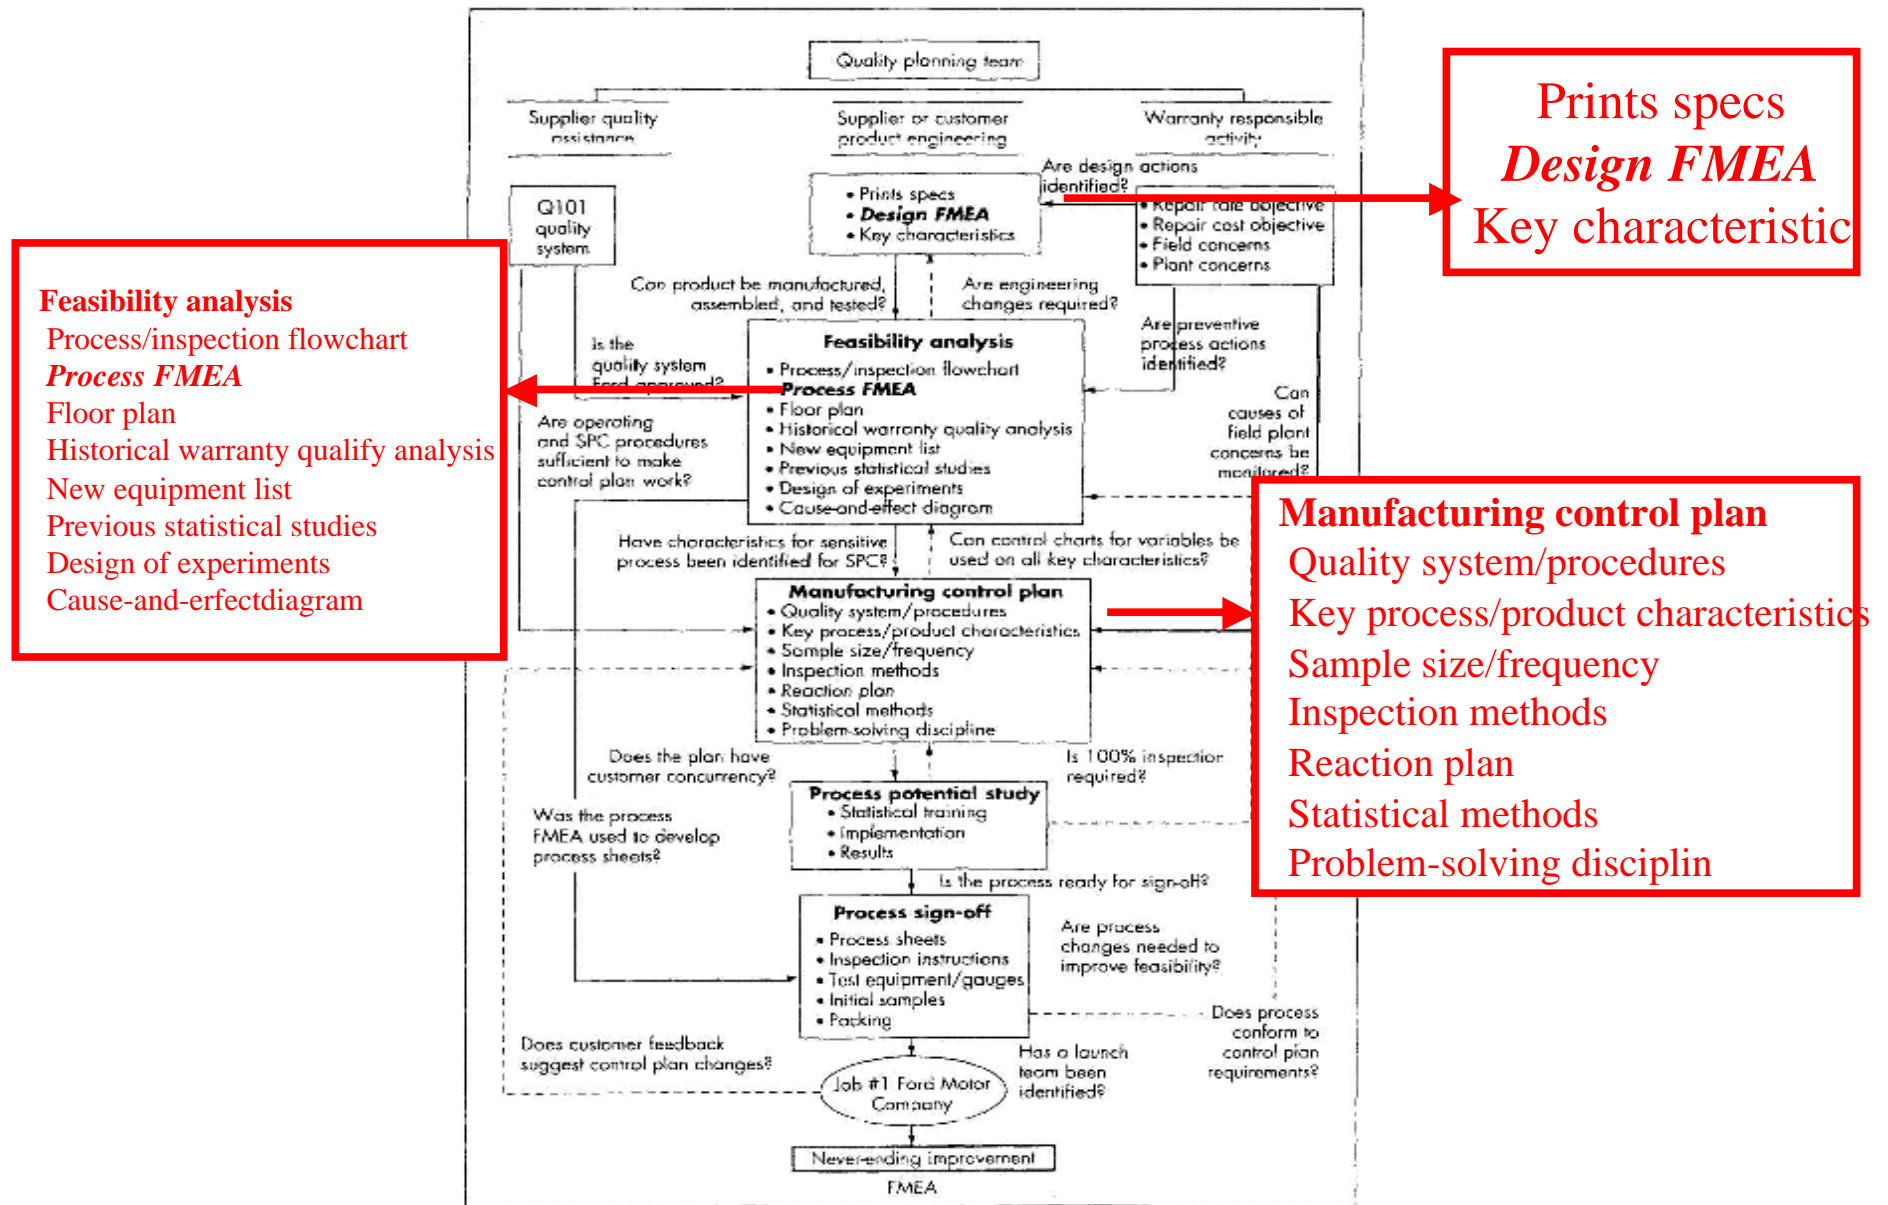 Quality planning team
Supplier quality
assistance
Supplier or customer
product engineering
Warranty responsible
activity
Are design actions
identified?
Q101
quality
system
• Prints specs
• Design FMEA
• Key characteristics
• Repair rate objective
• Repair cost objective
• Field concerns
• Plant concerns
Prints specs
Design FMEA
Key characteristic
Can product be manufactured,
assembled, and tested?
Are engineering
changes required?
Are preventive
process actions
identified?
Is the
quality system
Ford approved?
Feasibility analysis
• Process/inspection flowchart
• Process FMEA
• Floor plan
• Historical warranty quality analysis
• New equipment list
• Previous statistical studies
• Design of experiments
• Cause-and-effect diagram
Feasibility analysis
Process/inspection flowchart
Process FMEA
Floor plan
Historical warranty qualify analysis
New equipment list
Previous statistical studies
Design of experiments
Cause-and-erfectdiagram
Are operating
and SPC procedures
sufficient to make
control plan work?
Can
causes of
field plant
concerns be
monitored?
Have characteristics for sensitive
process been identified for SPC?
Can control charts for variables be
used on all key characteristics?
Manufacturing control plan
• Quality system/procedures
• Key process/product characteristics
• Sample size/frequency
• Inspection methods
• Reaction plan
• Statistical methods
• Problem-solving discipline
Manufacturing control plan
Quality system/procedures
Key process/product characteristics
Sample size/frequency
Inspection methods
Reaction plan
Statistical methods
Problem-solving disciplin
Does the plan have
customer concurrency?
Is 100% inspection
required?
Process potential study
• Statistical training
• Implementation
• Results
Was the process
FMEA used to develop
process sheets?
Is the process ready for sign-off?
Process sign-off
• Process sheets
• Inspection instructions
• Test equipment/gauges
• Initial samples
• Packing
Are process
changes needed to
improve feasibility?
Does customer feedback
suggest control plan changes?
Has a launch
team been
identified?
Does process
conform to
control plan
requirements?
Job #1 Ford Motor
Company
Never-ending improvement
FMEA